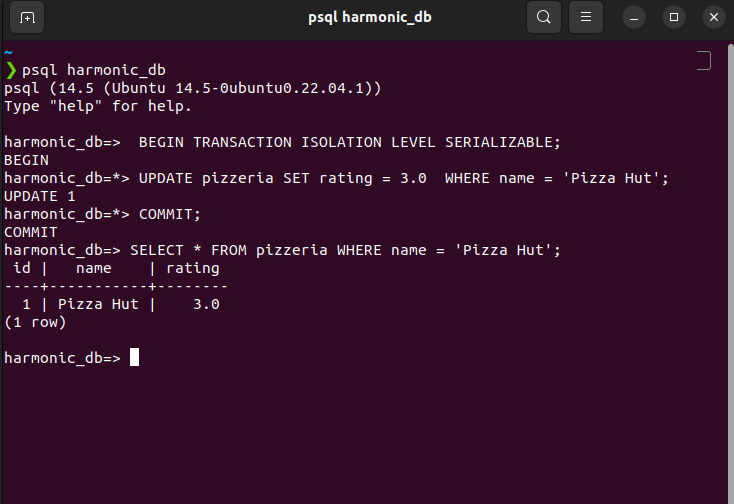 psql harmonic_db
~
❯ psql harmonic_db
psql (14.5 (Ubuntu 14.5-0ubuntu0.22.04.1))
Type "help" for help.
harmonic_db=>  BEGIN TRANSACTION ISOLATION LEVEL SERIALIZABLE;
BEGIN
harmonic_db=*> UPDATE pizzeria SET rating = 3.0  WHERE name = 'Pizza Hut';
UPDATE 1
harmonic_db=*> COMMIT;
COMMIT
harmonic_db=> SELECT * FROM pizzeria WHERE name = 'Pizza Hut';
 id |   name    | rating
----+-----------+--------
  1 | Pizza Hut |    3.0
(1 row)
harmonic_db=>